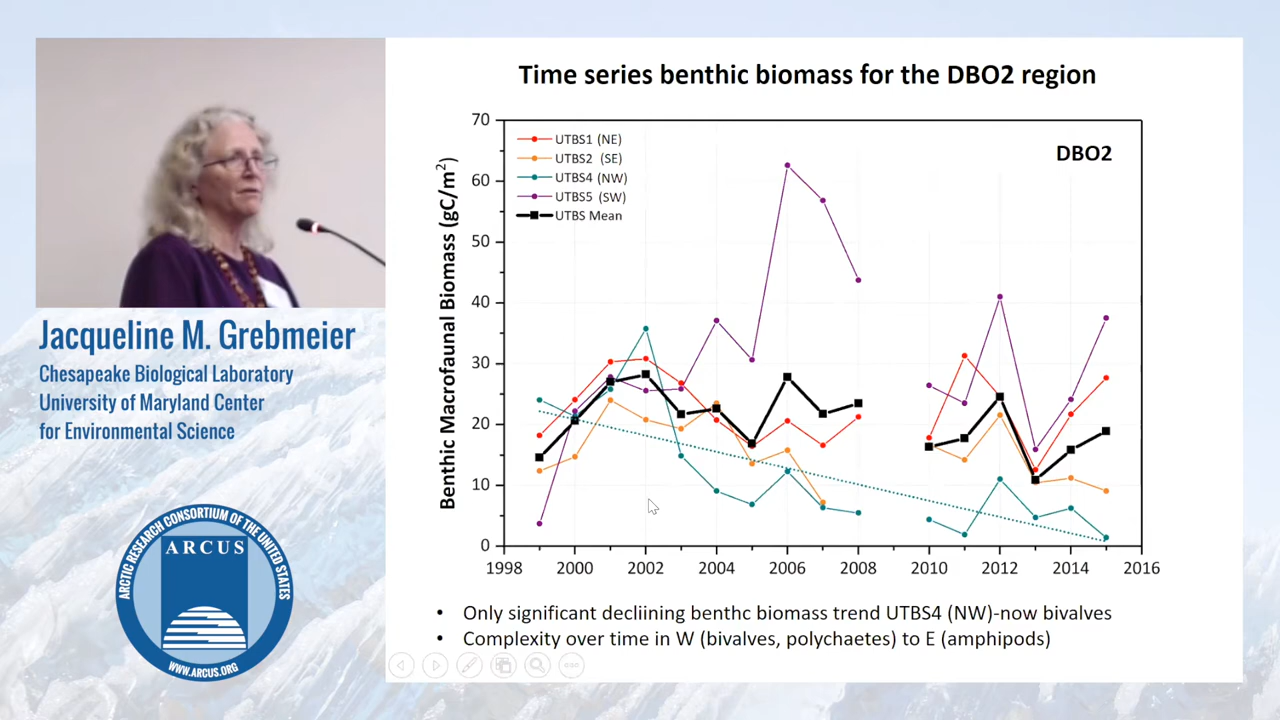 Time series benthic biomass for the DBO2 region
Benthic Macrofaunal Biomass (gC/m²)
70
60
50
40
30
20
10
0
UTBS1 (NE)
UTBS2 (SE)
UTBS4 (NW)
UTBS5 (SW)
UTBS Mean
DBO2
1998 2000 2002 2004 2006 2008 2010 2012 2014 2016
• Only significant decliining benthc biomass trend UTBS4 (NW)-now bivalves
• Complexity over time in W (bivalves, polychaetes) to E (amphipods)
Jacqueline M. Grebmeier
Chesapeake Biological Laboratory
University of Maryland Center
for Environmental Science
ARCTIC RESEARCH CONSORTIUM OF THE UNITED STATES
ARCUS
WWW.ARCUS.ORG